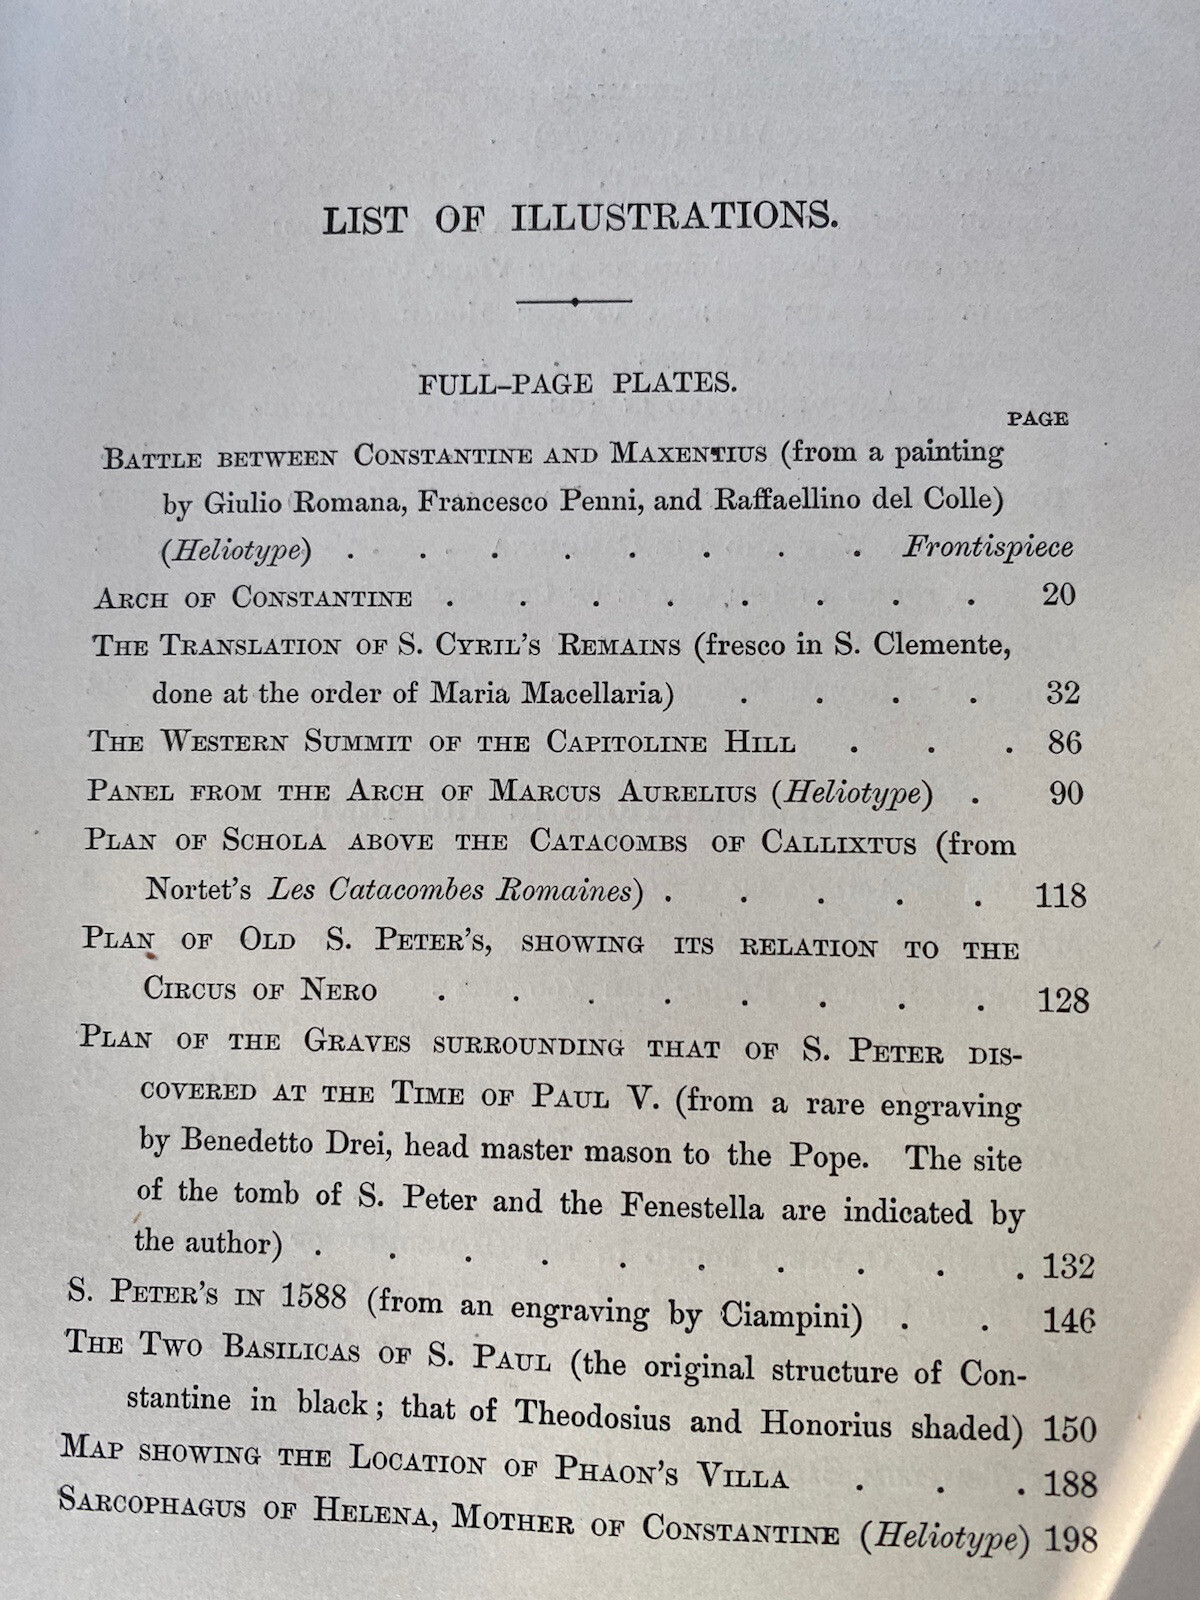 LIST OF ILLUSTRATIONS.
FULL-PAGE PLATES.
PAGE
BATTLE BETWEEN CONSTANTINE AND MAXENTIUS (from a painting
by Giulio Romana, Francesco Penni, and Raffaellino del Colle)
(Heliotype) . . . . . . . . Frontispiece
ARCH OF CONSTANTINE . . . . . . . . 20
THE TRANSLATION OF S. CYRIL'S REMAINS (fresco in S. Clemente,
done at the order of Maria Macellaria) . . . . 32
THE WESTERN SUMMIT OF THE CAPITOLINE HILL . . . 86
PANEL FROM THE ARCH OF MARCUS AURELIUS (Heliotype) . 90
PLAN OF SCHOLA ABOVE THE CATACOMBS OF CALLIXTUS (from
Nortet's Les Catacombes Romaines) . . . . . 118
PLAN OF OLD S. PETER'S, SHOWING ITS RELATION TO THE
CIRCUS OF NERO . . . . . . . . 128
PLAN OF THE GRAVES SURROUNDING THAT OF S. PETER DIS-
COVERED AT THE TIME OF PAUL V. (from a rare engraving
by Benedetto Drei, head master mason to the Pope. The site
of the tomb of S. Peter and the Fenestella are indicated by
the author) . . . . . . . . . . 132
S. PETER'S IN 1588 (from an engraving by Ciampini) . . 146
THE TWO BASILICAS OF S. PAUL (the original structure of Con-
stantine in black; that of Theodosius and Honorius shaded) 150
MAP SHOWING THE LOCATION OF PHAON'S VILLA . . . 188
SARCOPHAGUS OF HELENA, MOTHER OF CONSTANTINE (Heliotype) 198